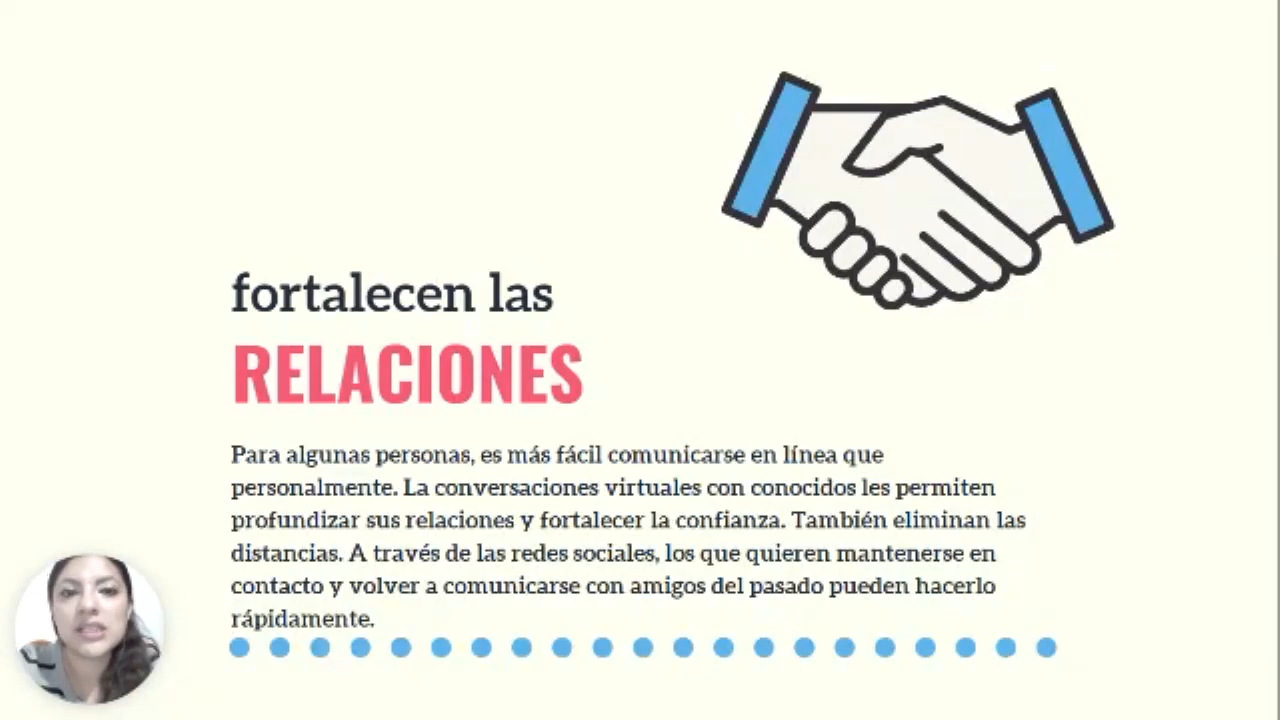 fortalecen las
RELACIONES
Para algunas personas, es más fácil comunicarse en línea que
personalmente. La conversaciones virtuales con conocidos les permiten
profundizar sus relaciones y fortalecer la confianza. También eliminan las
distancias. A través de las redes sociales, los que quieren mantenerse en
contacto y volver a comunicarse con amigos del pasado pueden hacerlo
rápidamente.